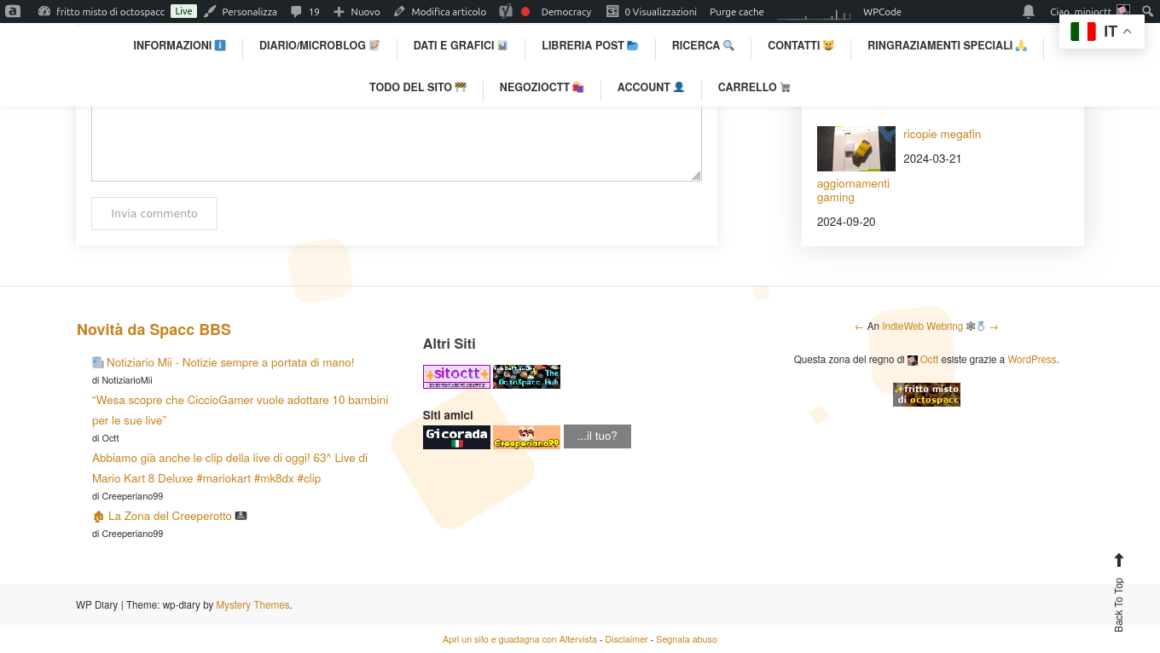 fritto misto di octospacc Live Personalizza 19 Nuovo Modifica articolo Democracy 0 Visualizzazioni Purge cache WPCode Ciao, minioctt
INFORMAZIONI ℹ️ DIARIO/MICROBLOG 📝 DATI E GRAFICI 📊 LIBRERIA POST 📂 RICERCA 🔍 CONTATTI 😺 RINGRAZIAMENTI SPECIALI 🙏
IT
TODO DEL SITO 🚧 NEGOZIOCTT 🛍️ ACCOUNT 👤 CARRELLO 🛒
ricopie megafin
2024-03-21
aggiornamenti
gaming
2024-09-20
Invia commento
Novità da Spacc BBS
📰 Notiziario Mii - Notizie sempre a portata di mano!
di NotiziarioMii
“Wesa scopre che CiccioGamer vuole adottare 10 bambini
per le sue live”
di Octt
Abbiamo già anche le clip della live di oggi! 63^ Live di
Mario Kart 8 Deluxe #mariokart #mk8dx #clip
di Creeperiano99
🏠 La Zona del Creeperotto 🏴‍☠️
di Creeperiano99
Altri Siti
sitoctt The OctoSpacc Hub
Siti amici
Gicorada Creeperiano99 ...il tuo?
← An IndieWeb Webring 🕸💍 →
Questa zona del regno di Octt esiste grazie a WordPress.
fritto misto
di octospacc
Back To Top
WP Diary | Theme: wp-diary by Mystery Themes.
Apri un sito e guadagna con Altervista - Disclaimer - Segnala abuso